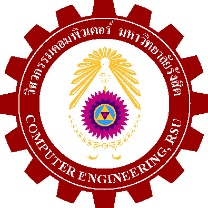 วิศวกรรมคอมพิวเตอร์ มหาวิทยาลัยรังสิต
COMPUTER ENGINEERING, RSU